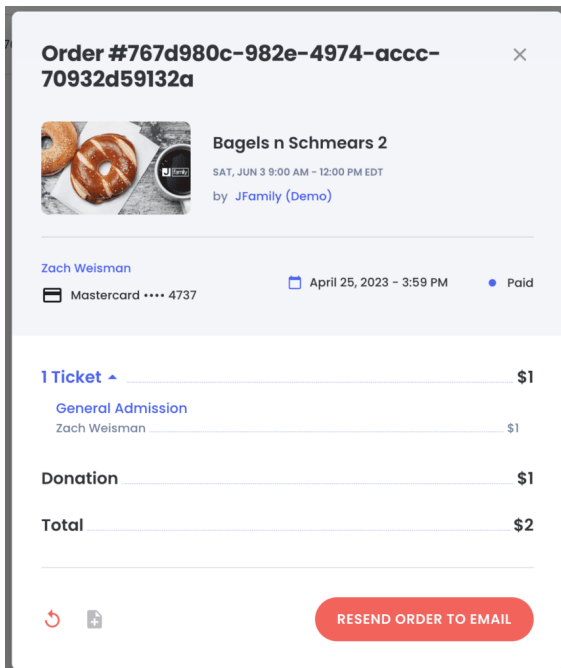 Order #767d980c-982e-4974-accc-
70932d59132a
Bagels n Schmears 2
SAT, JUN 3 9:00 AM - 12:00 PM EDT
by JFamily (Demo)
J family
Zach Weisman
Mastercard •••• 4737
April 25, 2023 - 3:59 PM
Paid
1 Ticket $1
General Admission
Zach Weisman $1
Donation $1
Total $2
RESEND ORDER TO EMAIL